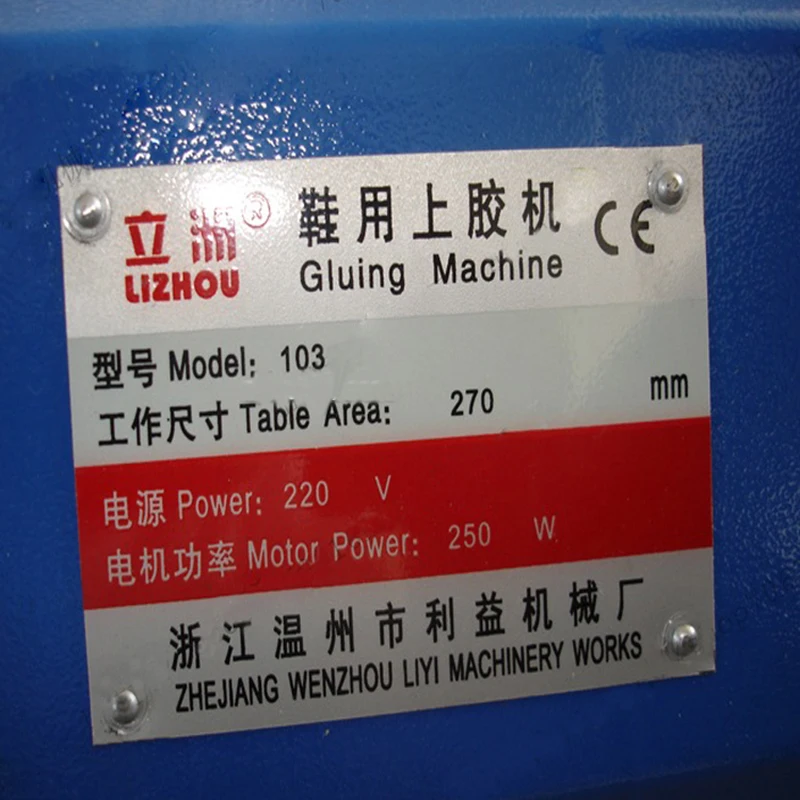 立洲® 鞋用上胶机 CE
LIZHOU Gluing Machine
型号 Model: 103
工作尺寸 Table Area: 270 mm
电源 Power: 220 V
电机功率 Motor Power: 250 W
浙江温州市利益机械厂
ZHEJIANG WENZHOU LIYI MACHINERY WORKS